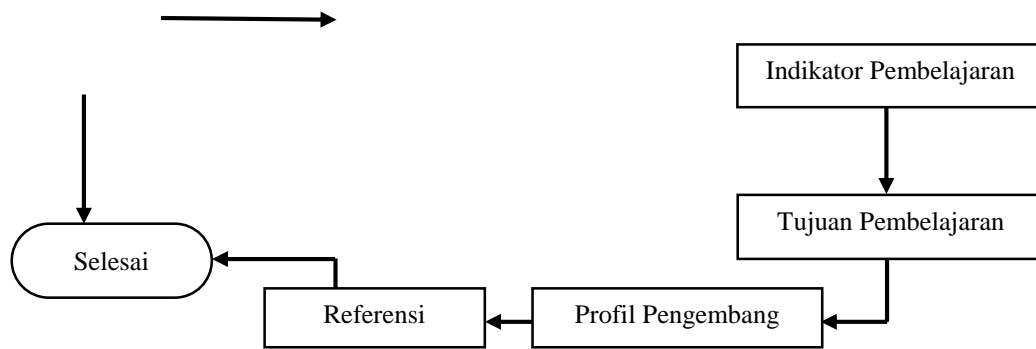 Indikator Pembelajaran
Tujuan Pembelajaran
Selesai
Referensi
Profil Pengembang